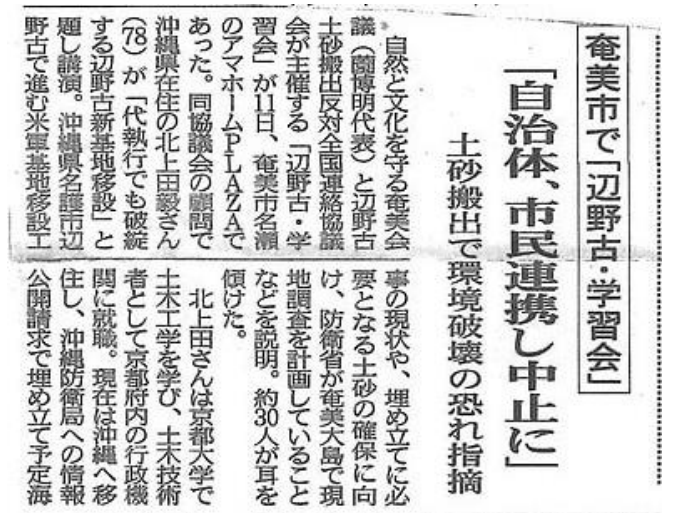 奄美市で「辺野古・学習会」
「自治体、市民連携し中止に」
土砂搬出で環境破壊の恐れ指摘
自然と文化を守る奄美会
議（薗博明代表）と辺野古
土砂搬出反対全国連絡協議
会が主催する「辺野古・学
習会」が11日、奄美市名瀬
のアマホームPLAZAで
あった。同協議会の顧問で
沖縄県在住の北上田毅さん
（78）が「代執行でも破綻
する辺野古新基地移設」と
題し講演。沖縄県名護市辺
野古で進む米軍基地移設工
事の現状や、埋め立てに必
要となる土砂の確保に向
け、防衛省が奄美大島で現
地調査を計画していること
などを説明。約30人が耳を
傾けた。
北上田さんは京都大学で
土木工学を学び、土木技術
者として京都府内の行政機
関に就職。現在は沖縄へ移
住し、沖縄防衛局への情報
公開請求で埋め立て予定海